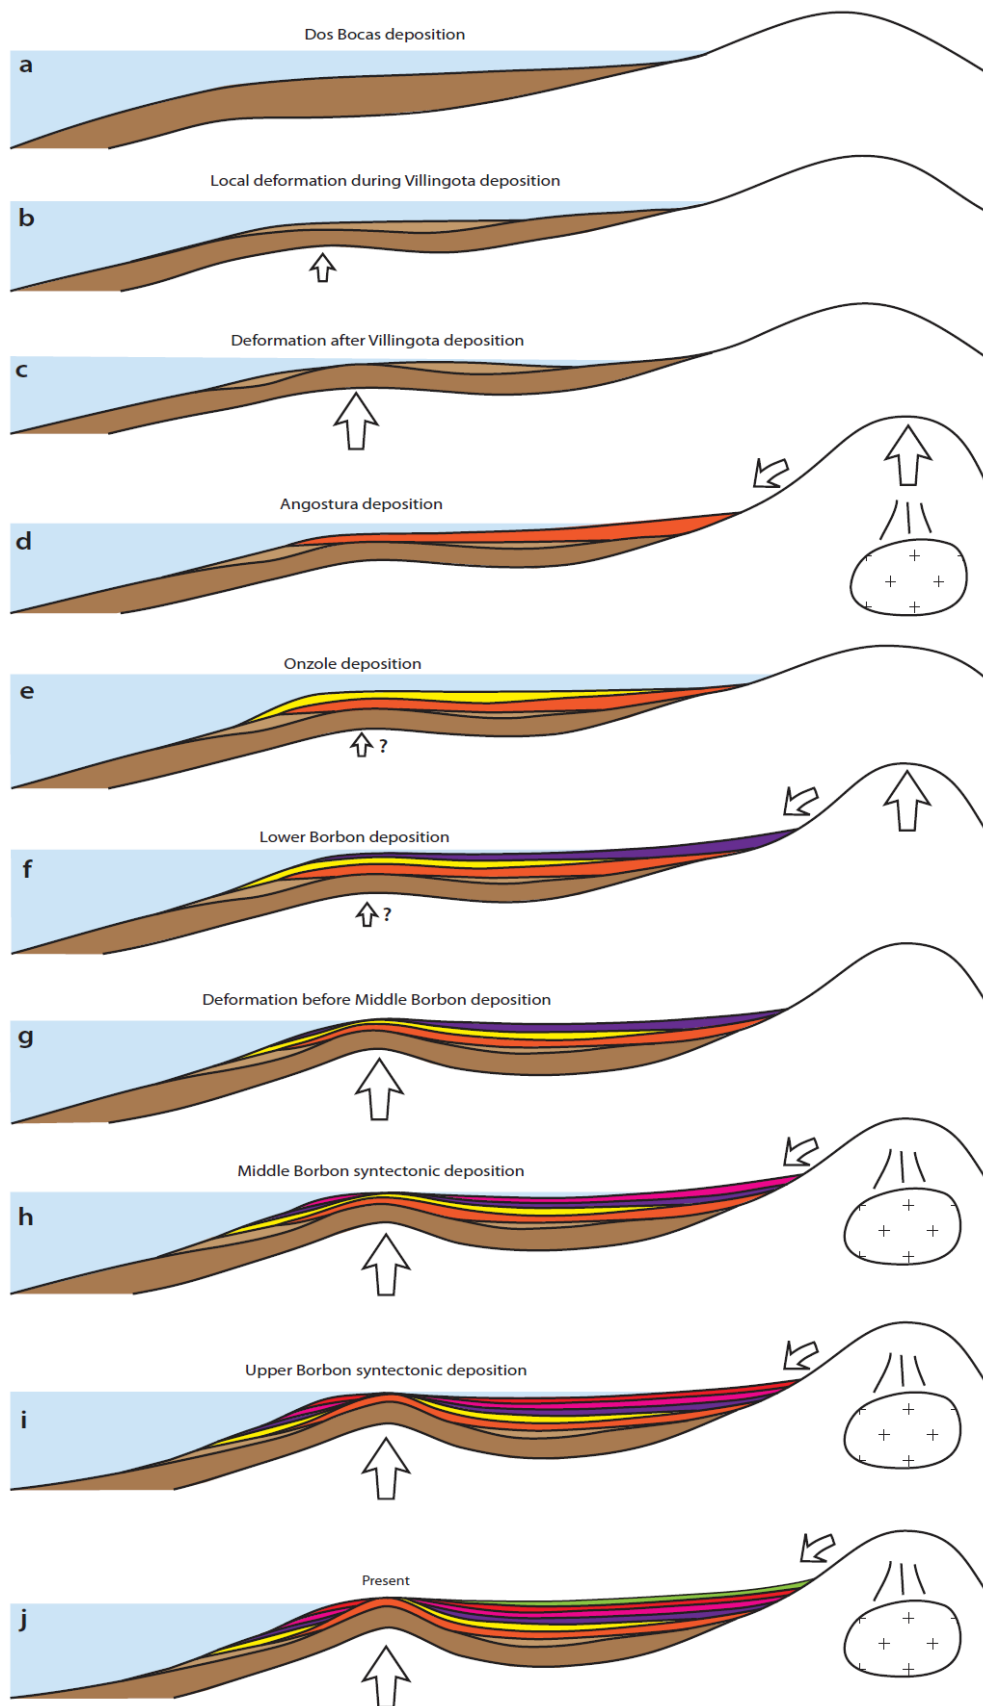 Dos Bocas deposition
a
Local deformation during Villingota deposition
b
Deformation after Villingota deposition
c
Angostura deposition
d
Onzole deposition
e
?
Lower Borbon deposition
f
?
Deformation before Middle Borbon deposition
g
Middle Borbon syntectonic deposition
h
Upper Borbon syntectonic deposition
i
Present
j